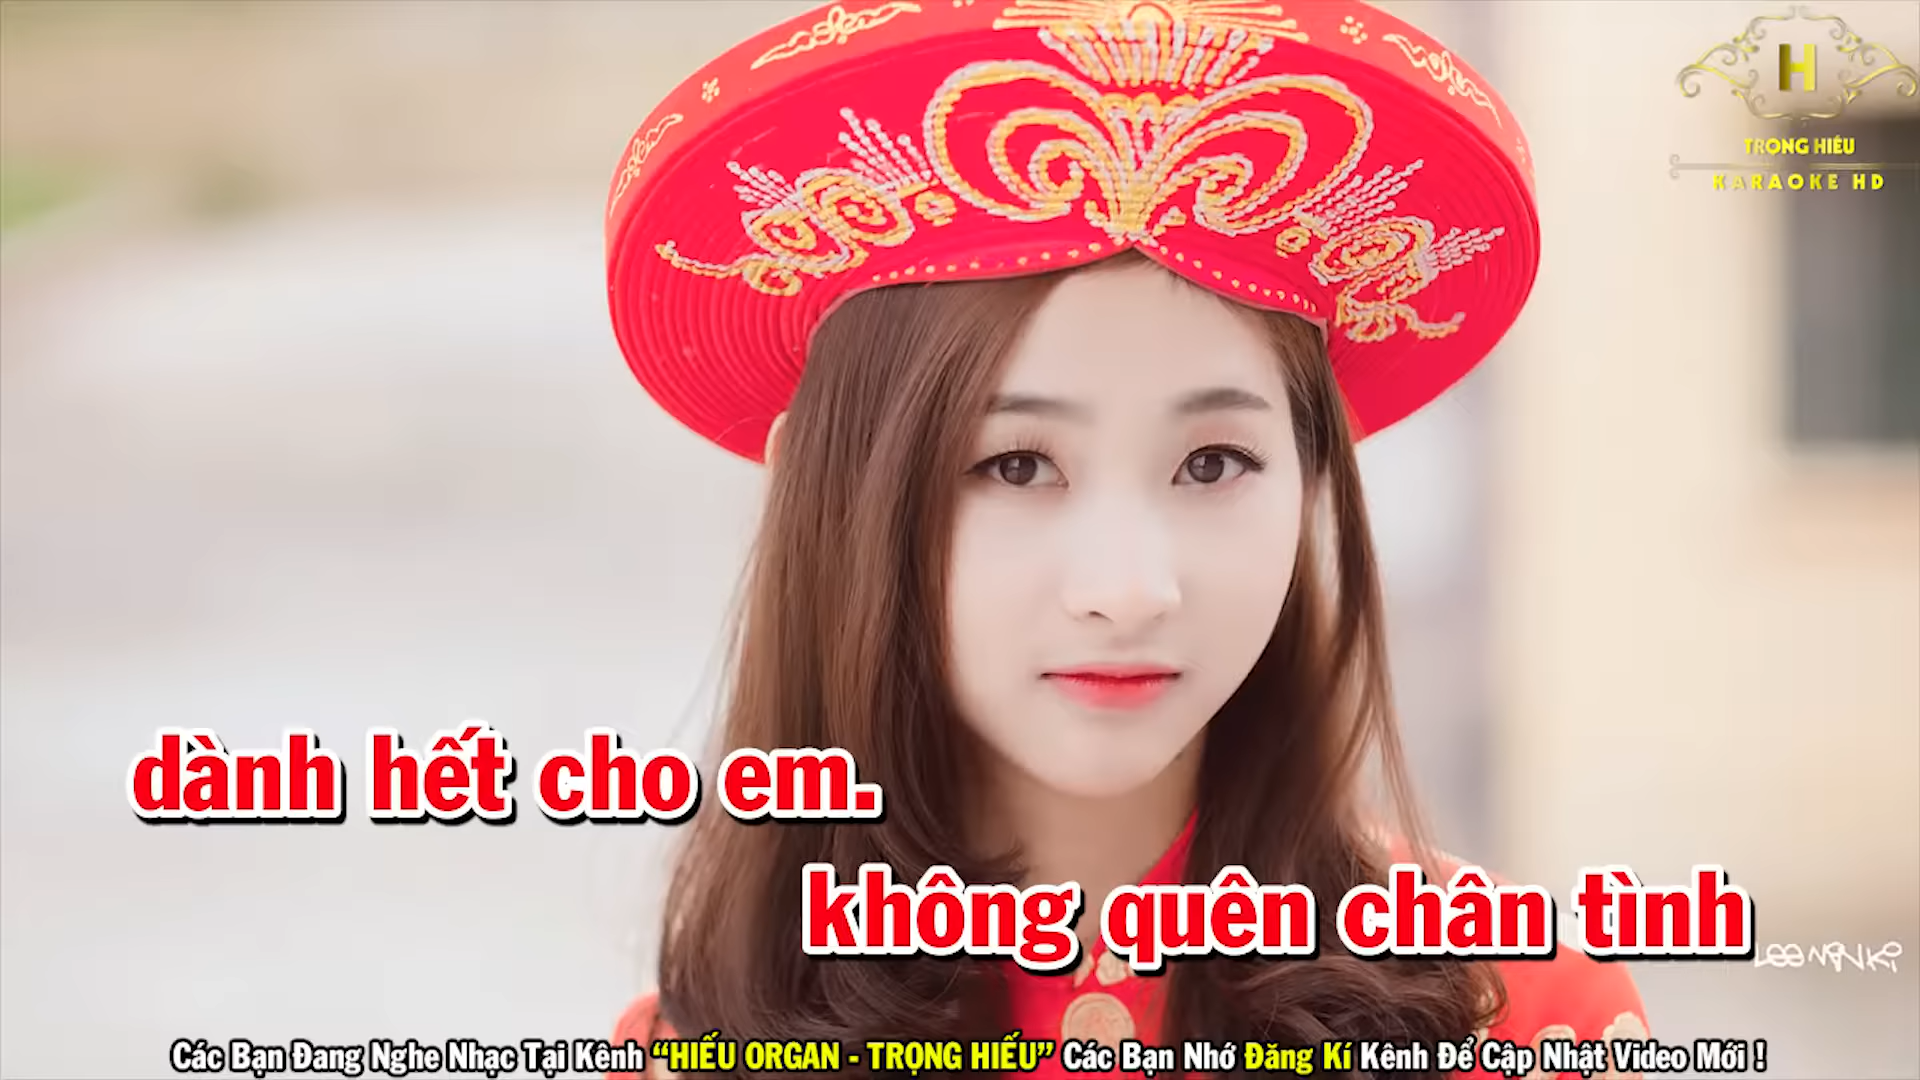 H
TRỌNG HIẾU
KARAOKE HD
dành hết cho em.
không quên chân tình
LEENANKI
Các Bạn Đang Nghe Nhạc Tại Kênh “HIẾU ORGAN - TRỌNG HIẾU” Các Bạn Nhớ Đăng Kí Kênh Để Cập Nhật Video Mới !